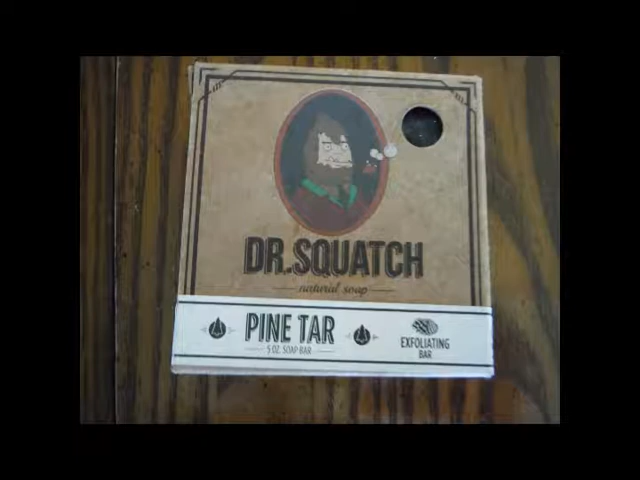 DR. SQUATCH
natural soap
PINE TAR
5 OZ. SOAP BAR
EXFOLIATING
BAR